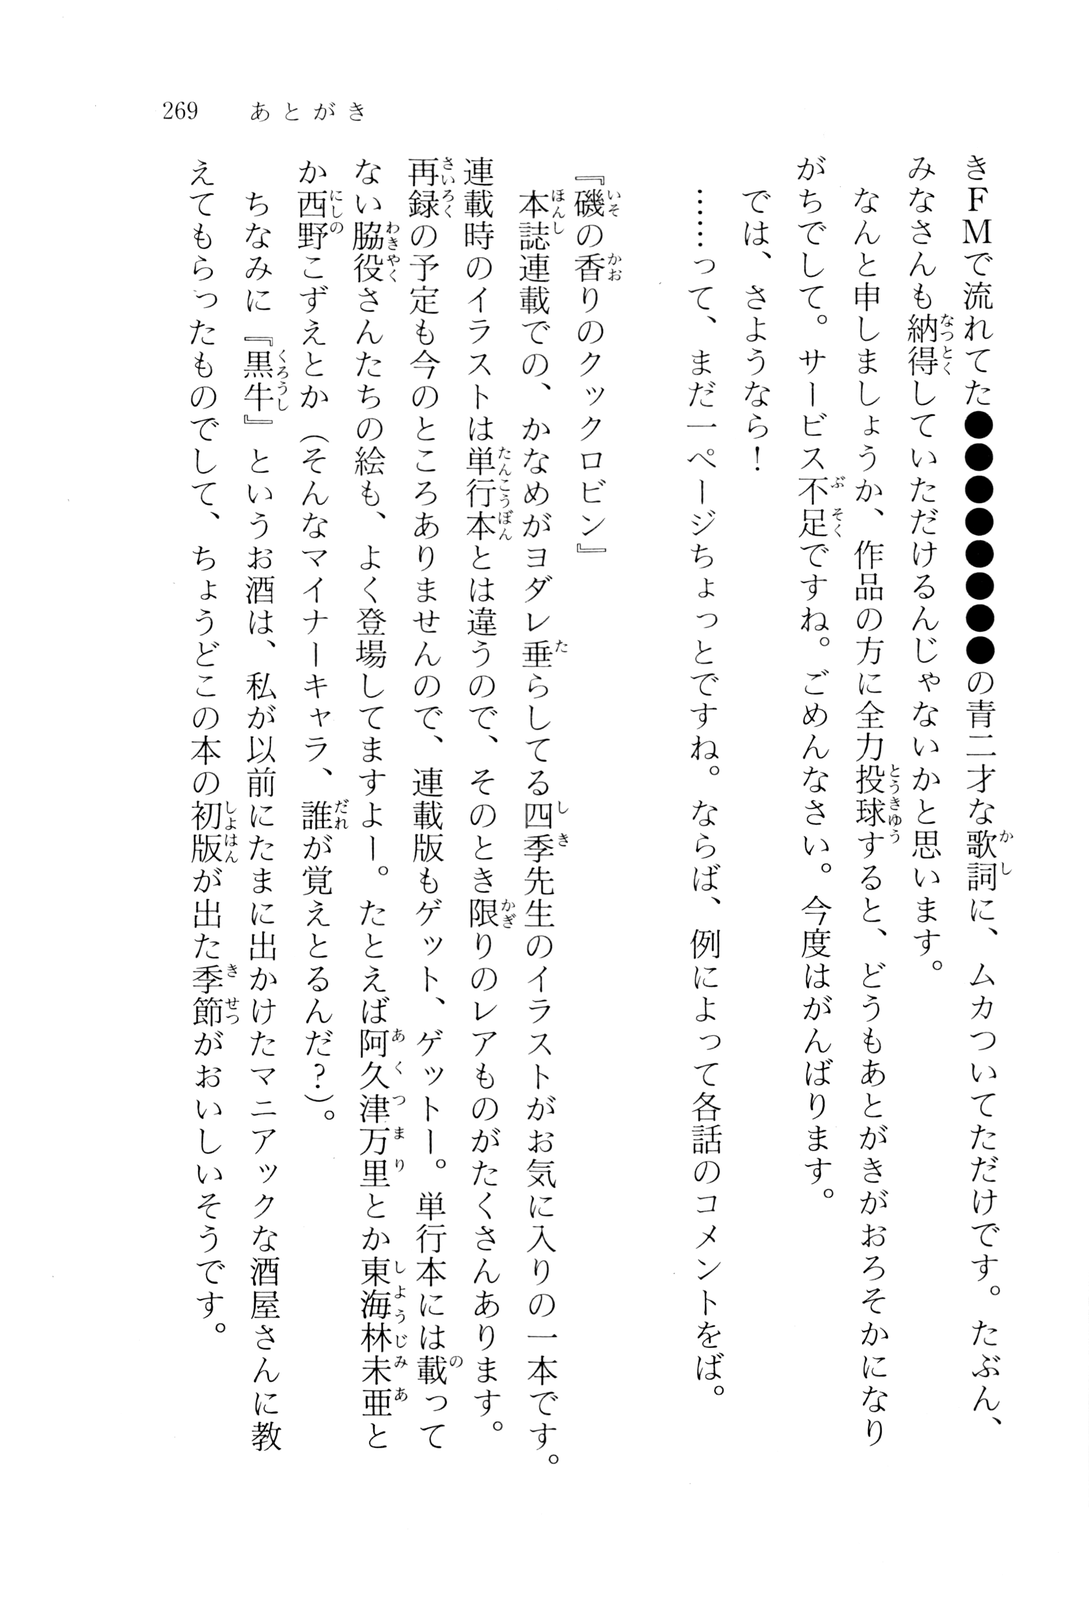 269 あとがき
きFMで流れてた●●●●●●●●の青二才な歌詞に、ムカついてただけです。たぶん、
みなさんも納得していただけるんじゃないかと思います。
なんと申しましょうか、作品の方に全力投球すると、どうもあとがきがおろそかになり
がちでして。サービス不足ですね。ごめんなさい。今度はがんばります。
では、さようなら!
……って、まだ一ページちょっとですね。ならば、例によって各話のコメントをば。
『磯の香りのクックロビン』
本誌連載での、かなめがヨダレ垂らしてる四季先生のイラストがお気に入りの一本です。
連載時のイラストは単行本とは違うので、そのとき限りのレアものがたくさんあります。
再録の予定も今のところありませんので、連載版もゲット、ゲットー。単行本には載って
ない脇役さんたちの絵も、よく登場してますよー。たとえば阿久津万里とか東海林未亜と
か西野こずえとか(そんなマイナーキャラ、誰が覚えとるんだ?)。
ちなみに『黒牛』というお酒は、私が以前にたまに出かけたマニアックな酒屋さんに教
えてもらったものでして、ちょうどこの本の初版が出た季節がおいしいそうです。